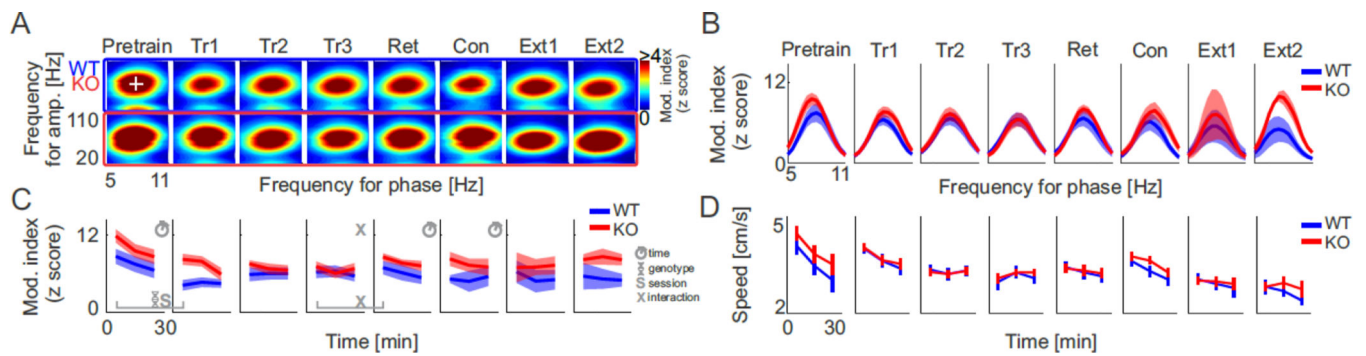 A
Pretrain Tr1 Tr2 Tr3 Ret Con Ext1 Ext2
WT
KO
Frequency for amp. [Hz]
110
20
5 11
Frequency for phase [Hz]
≥4
0
Mod. index (z score)
B
Pretrain Tr1 Tr2 Tr3 Ret Con Ext1 Ext2
Mod. index (z score)
12
0
5 11
Frequency for phase [Hz]
WT
KO
C
Mod. index (z score)
12
0
0 30
Time [min]
S
X
X
WT
KO
time
genotype
S session
X interaction
D
Speed [cm/s]
5
2
0 30
Time [min]
WT
KO